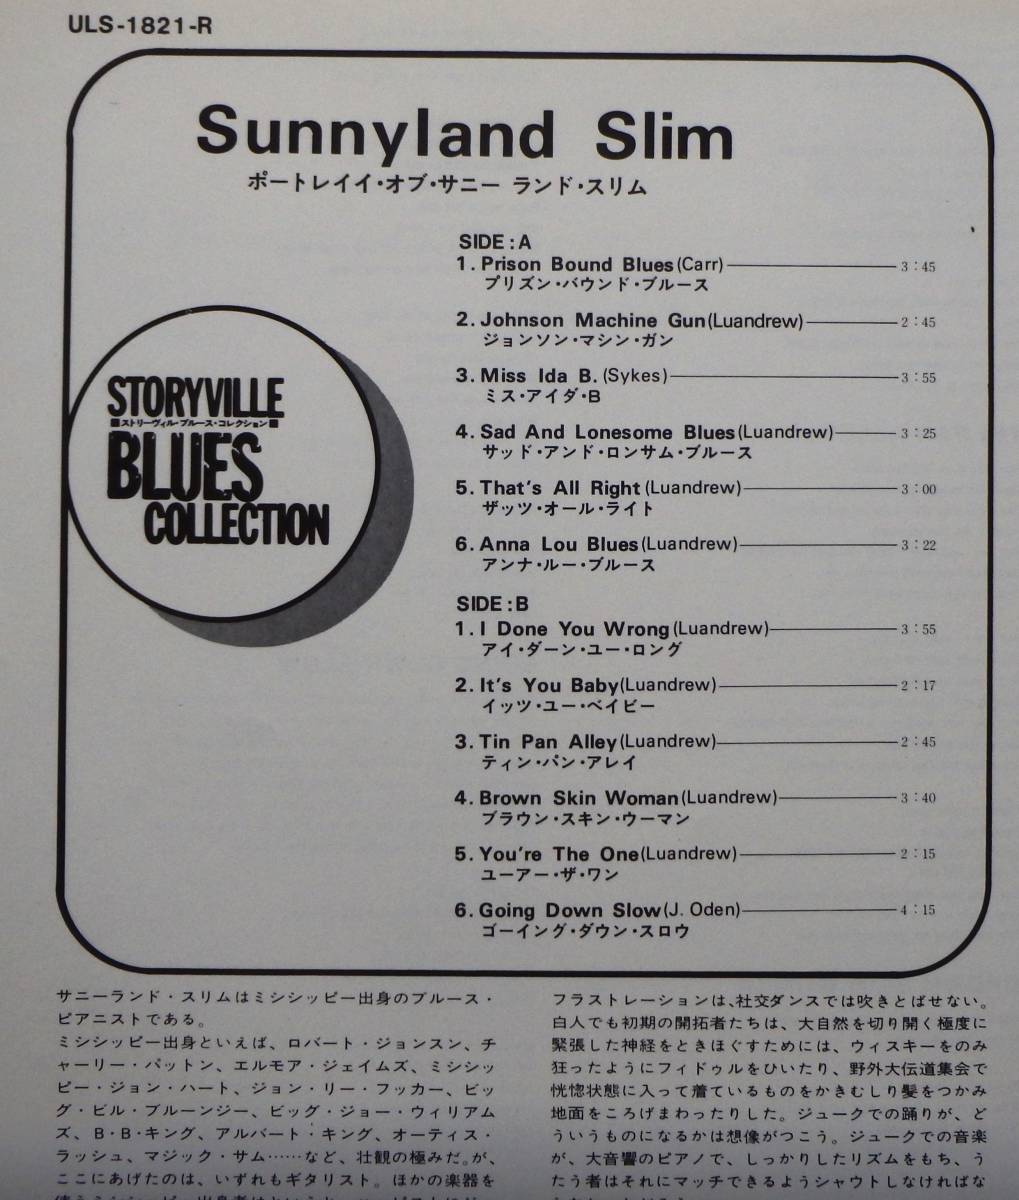 ULS-1821-R
Sunnyland Slim
ポートレイイ・オブ・サニー ランド・スリム
STORYVILLE
■ストリーヴィル・ブルース・コレクション■
BLUES
COLLECTION
SIDE : A
1. Prison Bound Blues (Carr) 3 : 45
プリズン・バウンド・ブルース
2. Johnson Machine Gun (Luandrew) 2 : 45
ジョンソン・マシン・ガン
3. Miss Ida B. (Sykes) 3 : 55
ミス・アイダ・B
4. Sad And Lonesome Blues (Luandrew) 3 : 25
サッド・アンド・ロンサム・ブルース
5. That's All Right (Luandrew) 3 : 00
ザッツ・オール・ライト
6. Anna Lou Blues (Luandrew) 3 : 22
アンナ・ルー・ブルース
SIDE : B
1. I Done You Wrong (Luandrew) 3 : 55
アイ・ダーン・ユー・ロング
2. It's You Baby (Luandrew) 2 : 17
イッツ・ユー・ベイビー
3. Tin Pan Alley (Luandrew) 2 : 45
ティン・パン・アレイ
4. Brown Skin Woman (Luandrew) 3 : 40
ブラウン・スキン・ウーマン
5. You're The One (Luandrew) 2 : 15
ユーアー・ザ・ワン
6. Going Down Slow (J. Oden) 4 : 15
ゴーイング・ダウン・スロウ
サニーランド・スリムはミシシッピー出身のブルース・
ピアニストである。
ミシシッピー出身といえば、ロバート・ジョンスン、チ
ャーリー・パットン、エルモア・ジェイムズ、ミシシッ
ピー・ジョン・ハート、ジョン・リー・フッカー、ビッ
グ・ビル・ブルーンジー、ビッグ・ジョー・ウィリアム
ズ、B・B・キング、アルバート・キング、オーティス・
ラッシュ、マジック・サム……など、壮観の極みだ。が、
ここにあげたのは、いずれもギタリスト。ほかの楽器を
フラストレーションは、社交ダンスでは吹きとばせない。
白人でも初期の開拓者たちは、大自然を切り開く極度に
緊張した神経をときほぐすためには、ウィスキーをのみ
狂ったようにフィドゥルをひいたり、野外大伝道集会で
恍惚状態に入って着ているものをかきむしり髪をつかみ
地面をころげまわったりした。ジュークでの踊りが、ど
ういうものになるかは想像がつこう。ジュークでの音楽
が、大音響のピアノで、しっかりしたリズムをもち、う
たう者はそれにマッチできるようシャウトしなければな